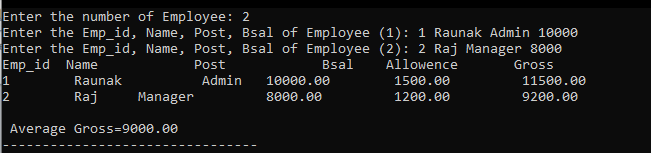 Enter the number of Employee: 2
Enter the Emp_id, Name, Post, Bsal of Employee (1): 1 Raunak Admin 10000
Enter the Emp_id, Name, Post, Bsal of Employee (2): 2 Raj Manager 8000
Emp_id Name Post Bsal Allowence Gross
1 Raunak Admin 10000.00 1500.00 11500.00
2 Raj Manager 8000.00 1200.00 9200.00
Average Gross=9000.00
--------------------------------